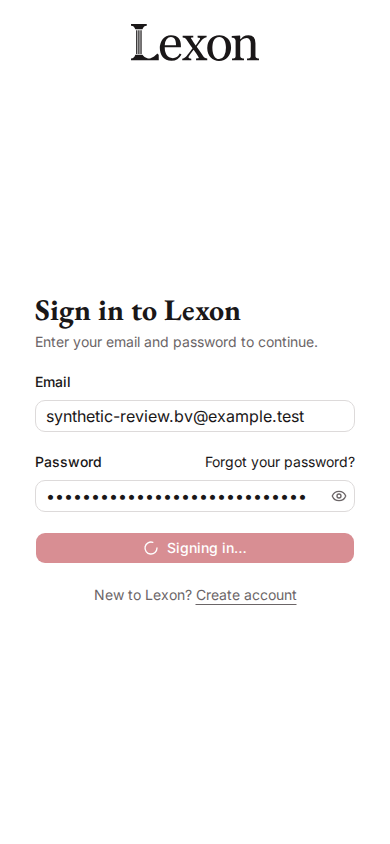 Lexon
Sign in to Lexon
Enter your email and password to continue.
Email
synthetic-review.bv@example.test
Password Forgot your password?
•••••••••••••••••••••••••••••
Signing in...
New to Lexon? Create account